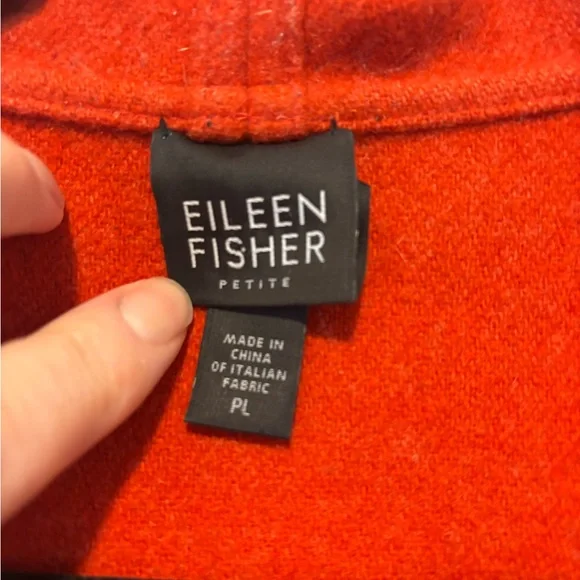 EILEEN
FISHER
PETITE
MADE IN
CHINA
OF ITALIAN
FABRIC
PL